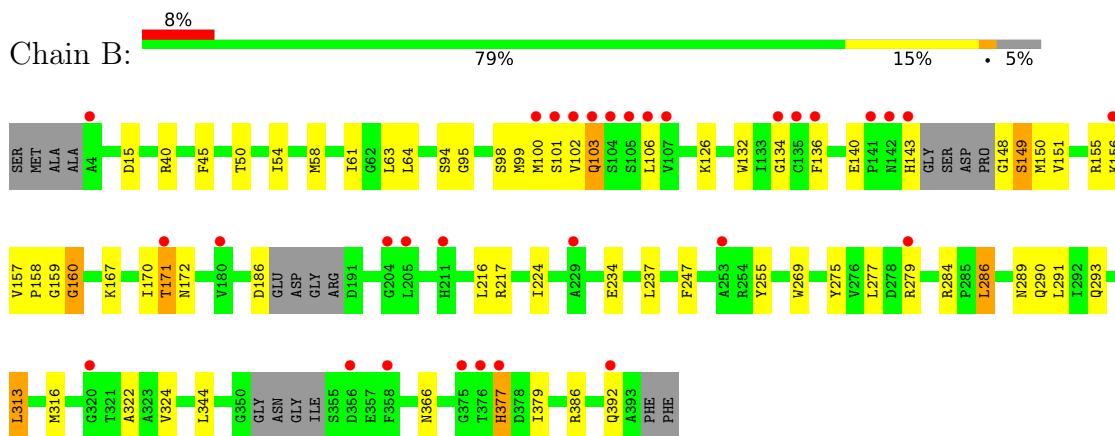 8%
Chain B:
79% 15% • 5%
SER MET ALA ALA A4 D15 R40 F45 T50 I54 M58 I61 G62 L63 L64 S94 G95 S98 M99 M100 S101 V102 Q103 S104 S105 L106 V107 K126 W132 I133 G134 C135 F136 E140 P141 N142 H143 GLY SER ASP PRO G148 S149 M150 V151 R155 K156
V157 P158 G159 G160 K167 I170 T171 N172 V180 D186 GLU ASP GLY ARG D191 G204 L205 H211 L216 R217 I224 A229 E234 L237 F247 A253 R254 Y255 W269 Y275 V276 L277 D278 R279 R284 P285 L286 N289 Q290 L291 I292 Q293
L313 M316 G320 T321 A322 A323 V324 L344 G350 GLY ASN GLY ILE S355 D356 E357 F358 N366 G375 T376 H377 D378 I379 R386 Q392 A393 PHE PHE